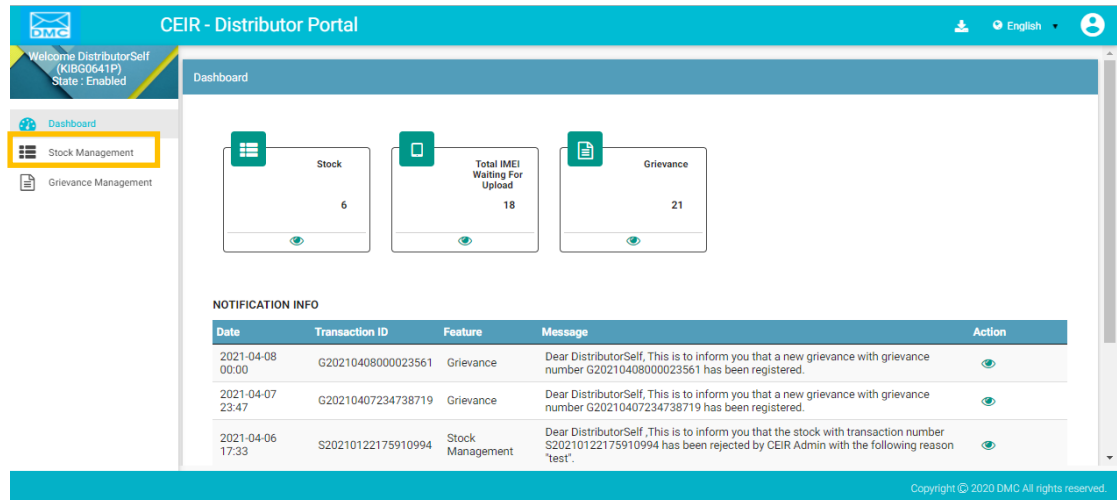 DMC
CEIR - Distributor Portal
English
Welcome DistributorSelf
(KIBG0641P)
State : Enabled
Dashboard
Dashboard
Stock Management
Grievance Management
Stock
6
Total IMEI
Waiting For
Upload
18
Grievance
21
NOTIFICATION INFO
Date Transaction ID Feature Message Action
2021-04-08
00:00
G20210408000023561 Grievance
Dear DistributorSelf, This is to inform you that a new grievance with grievance
number G20210408000023561 has been registered.
2021-04-07
23:47
G20210407234738719 Grievance
Dear DistributorSelf, This is to inform you that a new grievance with grievance
number G20210407234738719 has been registered.
2021-04-06
17:33
S20210122175910994
Stock
Management
Dear DistributorSelf ,This is to inform you that the stock with transaction number
S20210122175910994 has been rejected by CEIR Admin with the following reason
"test".
Copyright © 2020 DMC All rights reserved.